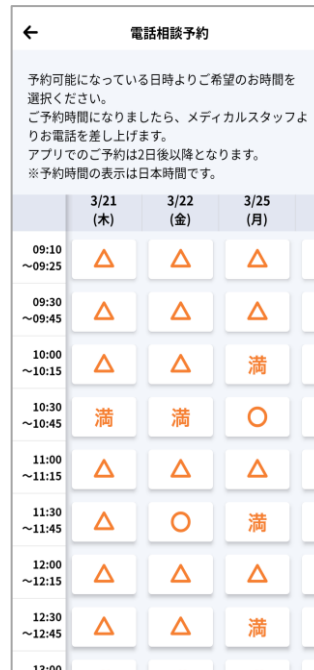 電話相談予約
予約可能になっている日時よりご希望のお時間を
選択ください。
ご予約時間になりましたら、メディカルスタッフよ
りお電話を差し上げます。
アプリでのご予約は2日後以降となります。
※予約時間の表示は日本時間です。
3/21 3/22 3/25
(木) (金) (月)
09:10
～09:25 △ △ △
09:30
～09:45 △ △ △
10:00
～10:15 △ △ 満
10:30
～10:45 満 満 ○
11:00
～11:15 △ △ △
11:30
～11:45 △ ○ 満
12:00
～12:15 △ △ △
12:30
～12:45 △ △ 満
13:00